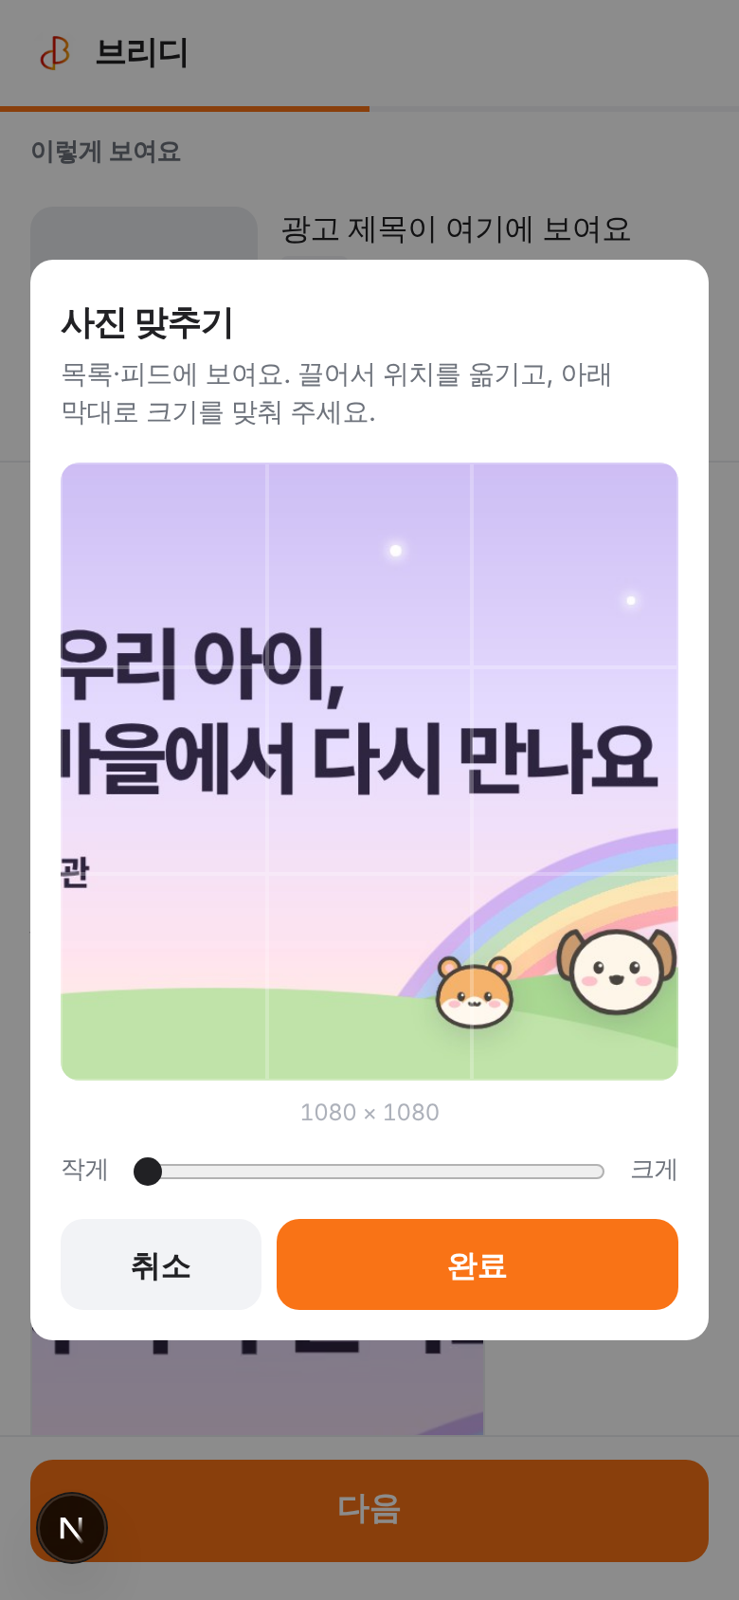 브리디
이렇게 보여요
광고 제목이 여기에 보여요
사진 맞추기
목록·피드에 보여요. 끌어서 위치를 옮기고, 아래
막대로 크기를 맞춰 주세요.
우리 아이,
마을에서 다시 만나요
관
1080 × 1080
작게
크게
취소
완료
다음
N